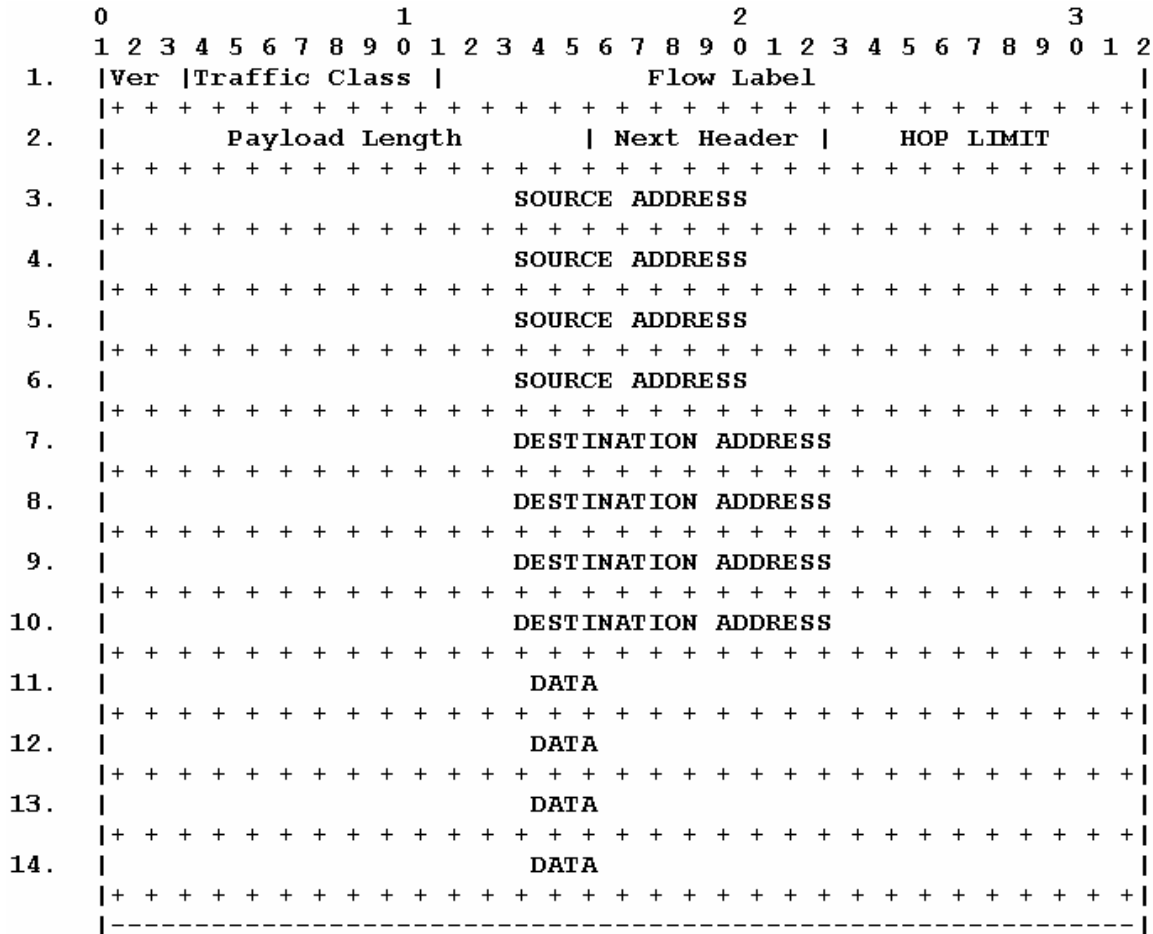 0 1 2 3
1 2 3 4 5 6 7 8 9 0 1 2 3 4 5 6 7 8 9 0 1 2 3 4 5 6 7 8 9 0 1 2
1. |Ver |Traffic Class | Flow Label |
|+ + + + + + + + + + + + + + + + + + + + + + + + + + + + + + +|
2. | Payload Length | Next Header | HOP LIMIT |
|+ + + + + + + + + + + + + + + + + + + + + + + + + + + + + + +|
3. | SOURCE ADDRESS |
|+ + + + + + + + + + + + + + + + + + + + + + + + + + + + + + +|
4. | SOURCE ADDRESS |
|+ + + + + + + + + + + + + + + + + + + + + + + + + + + + + + +|
5. | SOURCE ADDRESS |
|+ + + + + + + + + + + + + + + + + + + + + + + + + + + + + + +|
6. | SOURCE ADDRESS |
|+ + + + + + + + + + + + + + + + + + + + + + + + + + + + + + +|
7. | DESTINATION ADDRESS |
|+ + + + + + + + + + + + + + + + + + + + + + + + + + + + + + +|
8. | DESTINATION ADDRESS |
|+ + + + + + + + + + + + + + + + + + + + + + + + + + + + + + +|
9. | DESTINATION ADDRESS |
|+ + + + + + + + + + + + + + + + + + + + + + + + + + + + + + +|
10. | DESTINATION ADDRESS |
|+ + + + + + + + + + + + + + + + + + + + + + + + + + + + + + +|
11. | DATA |
|+ + + + + + + + + + + + + + + + + + + + + + + + + + + + + + +|
12. | DATA |
|+ + + + + + + + + + + + + + + + + + + + + + + + + + + + + + +|
13. | DATA |
|+ + + + + + + + + + + + + + + + + + + + + + + + + + + + + + +|
14. | DATA |
|+ + + + + + + + + + + + + + + + + + + + + + + + + + + + + + +|
|-------------------------------------------------------------|